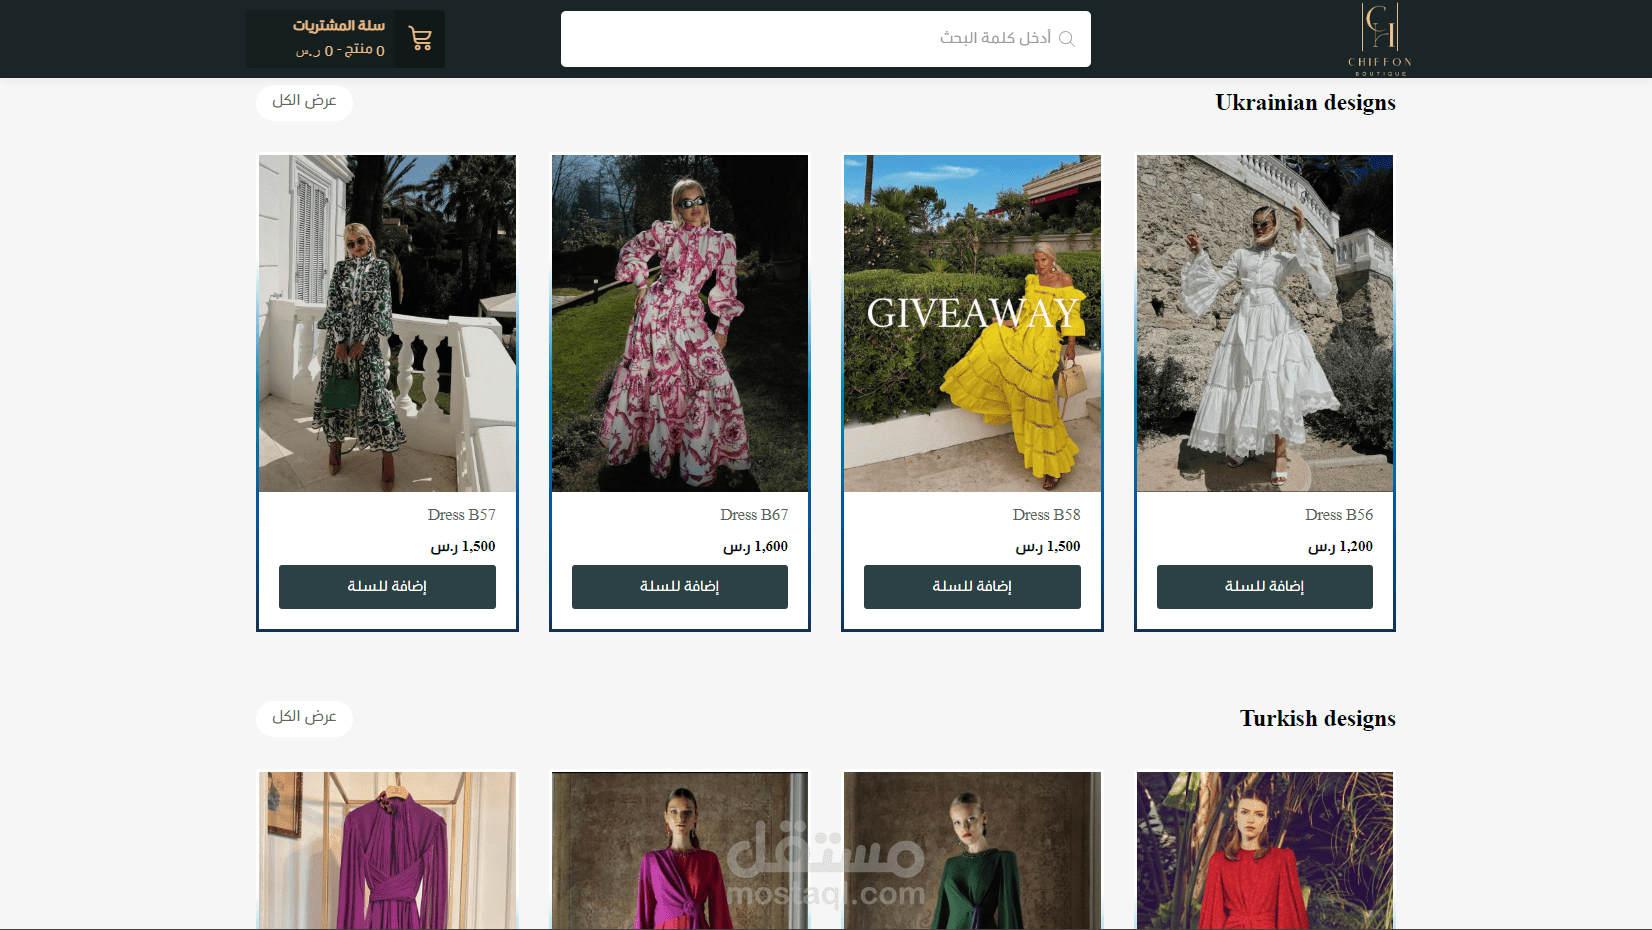 CH
CHIFFON
BOUTIQUE
أدخل كلمة البحث
سلة المشتريات
0 منتج - 0 ر.س
Ukrainian designs
عرض الكل
GIVEAWAY
Dress B56
1,200 ر.س
إضافة للسلة
Dress B58
1,500 ر.س
إضافة للسلة
Dress B67
1,600 ر.س
إضافة للسلة
Dress B57
1,500 ر.س
إضافة للسلة
Turkish designs
عرض الكل
مستقل
mostaql.com